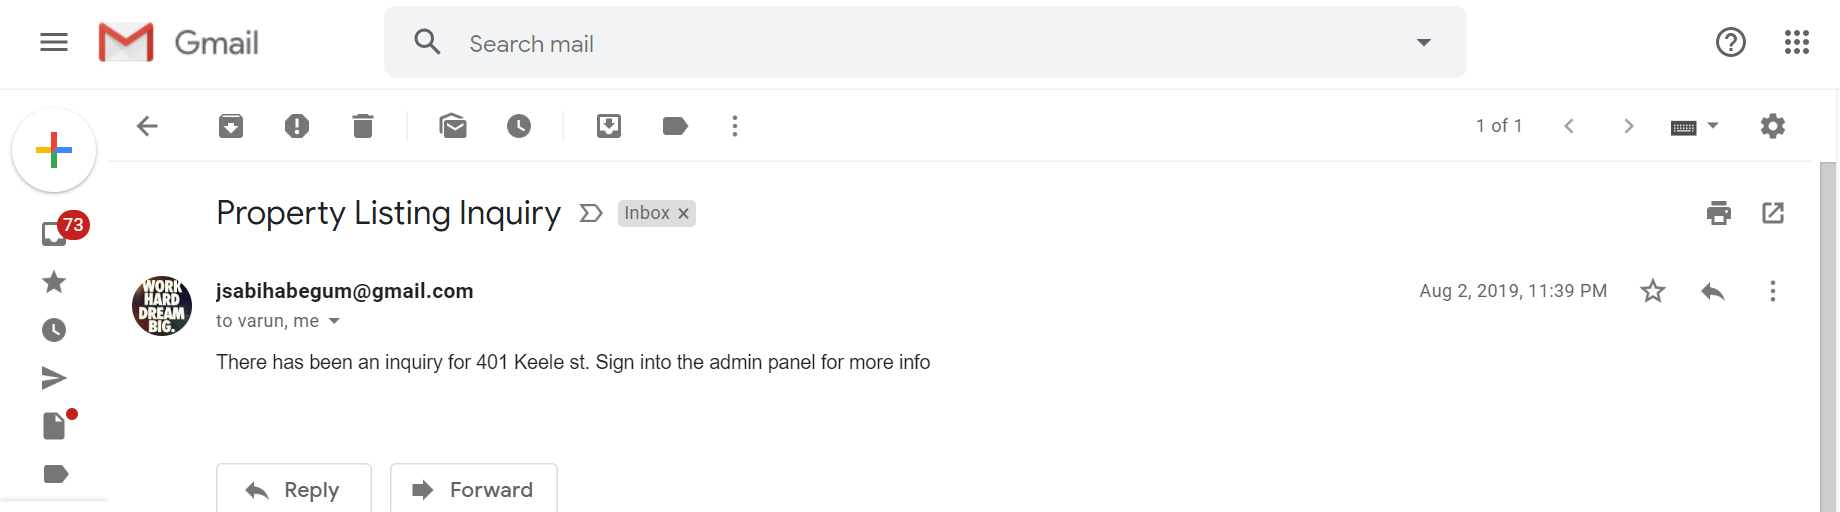 Gmail
Search mail
1 of 1
73
Property Listing Inquiry
Inbox ×
WORK
HARD
DREAM
BIG.
jsabihabegum@gmail.com
Aug 2, 2019, 11:39 PM
to varun, me
There has been an inquiry for 401 Keele st. Sign into the admin panel for more info
Reply
Forward